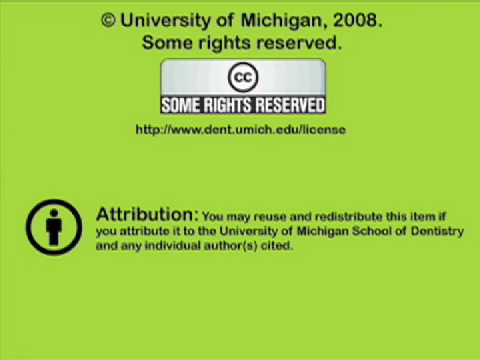 © University of Michigan, 2008.
Some rights reserved.
cc
SOME RIGHTS RESERVED
http://www.dent.umich.edu/license
Attribution: You may reuse and redistribute this item if
you attribute it to the University of Michigan School of Dentistry
and any individual author(s) cited.